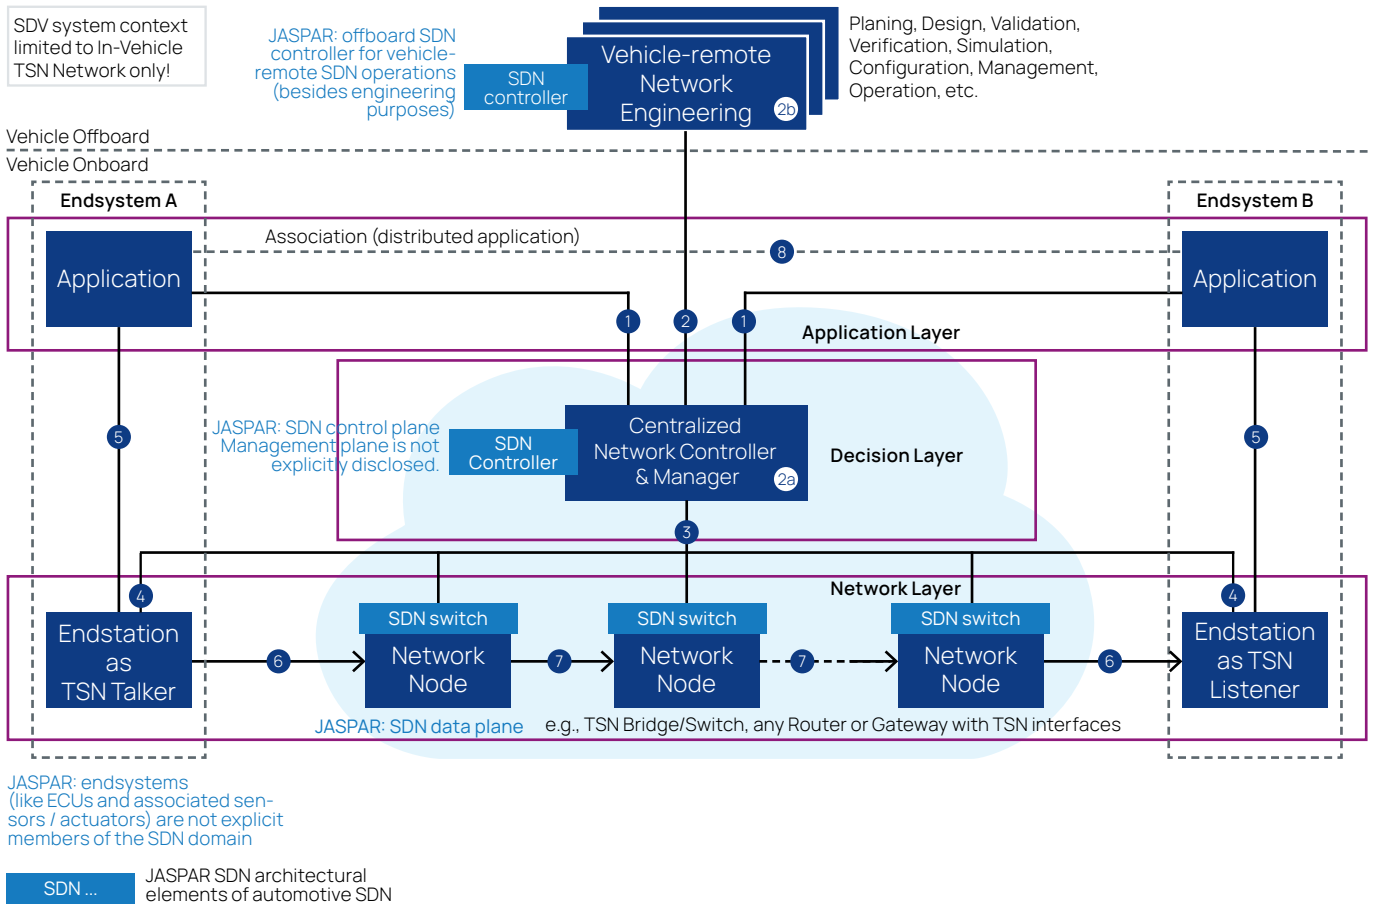 SDV system context
limited to In-Vehicle
TSN Network only!
JASPAR: offboard SDN
controller for vehicle-
remote SDN operations
(besides engineering
purposes)
SDN
controller
Vehicle-remote
Network
Engineering
2b
Planing, Design, Validation,
Verification, Simulation,
Configuration, Management,
Operation, etc.
Vehicle Offboard
Vehicle Onboard
Endsystem A
Endsystem B
Association (distributed application)
8
Application
Application
1
2
1
Application Layer
JASPAR: SDN control plane
Management plane is not
explicitly disclosed.
SDN
Controller
Centralized
Network Controller
& Manager
2a
Decision Layer
5
5
3
Network Layer
4
4
Endstation
as
TSN Talker
6
SDN switch
Network
Node
7
SDN switch
Network
Node
7
SDN switch
Network
Node
6
Endstation
as TSN
Listener
JASPAR: SDN data plane
e.g., TSN Bridge/Switch, any Router or Gateway with TSN interfaces
JASPAR: endsystems
(like ECUs and associated sen-
sors / actuators) are not explicit
members of the SDN domain
SDN ...
JASPAR SDN architectural
elements of automotive SDN